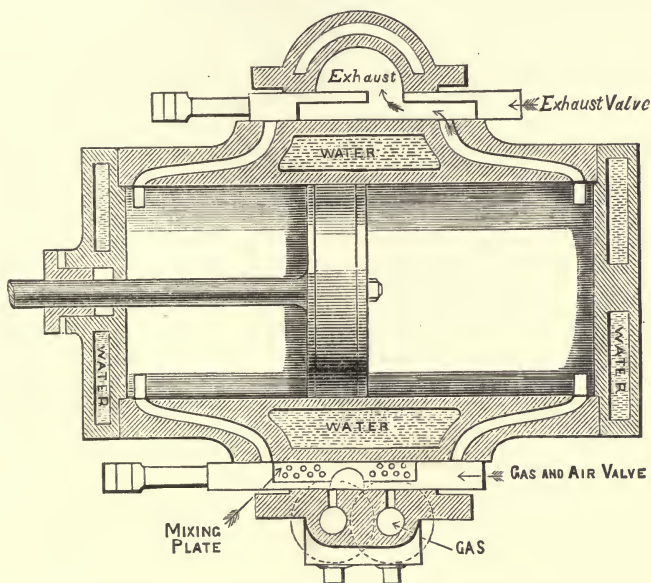 Exhaust
Exhaust Valve
WATER
WATER
WATER
WATER
GAS AND AIR VALVE
MIXING
PLATE
GAS